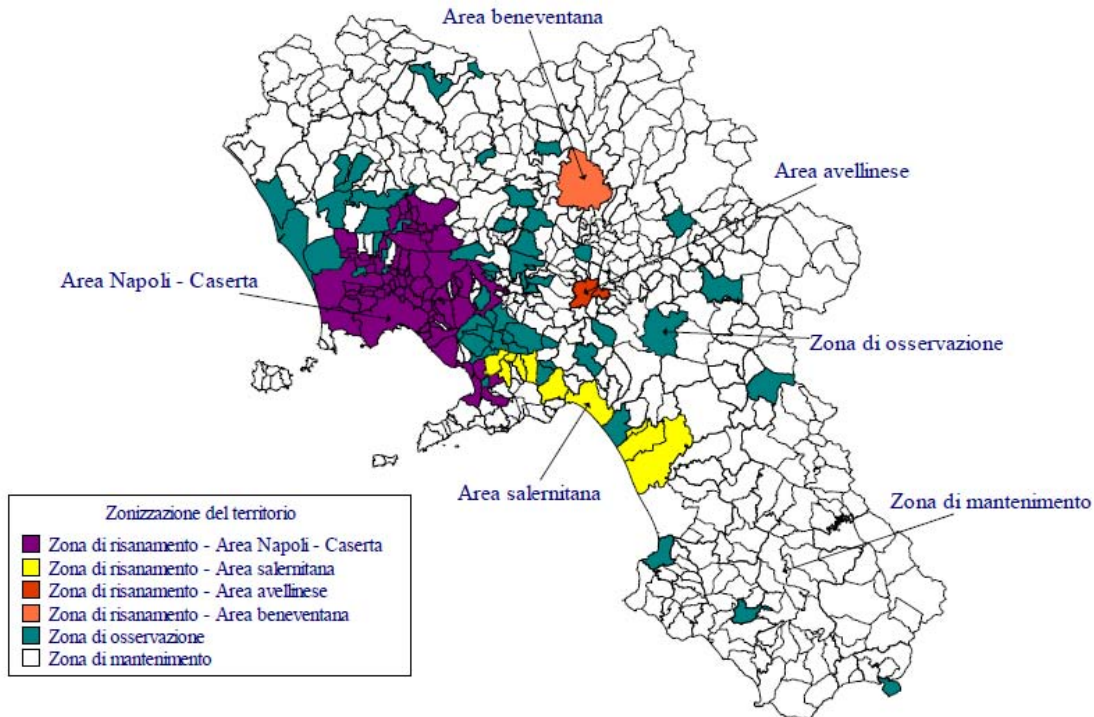 Area beneventana
Area avellinese
Area Napoli - Caserta
Zona di osservazione
Area salernitana
Zona di mantenimento
Zonizzazione del territorio
Zona di risanamento - Area Napoli - Caserta
Zona di risanamento - Area salernitana
Zona di risanamento - Area avellinese
Zona di risanamento - Area beneventana
Zona di osservazione
Zona di mantenimento